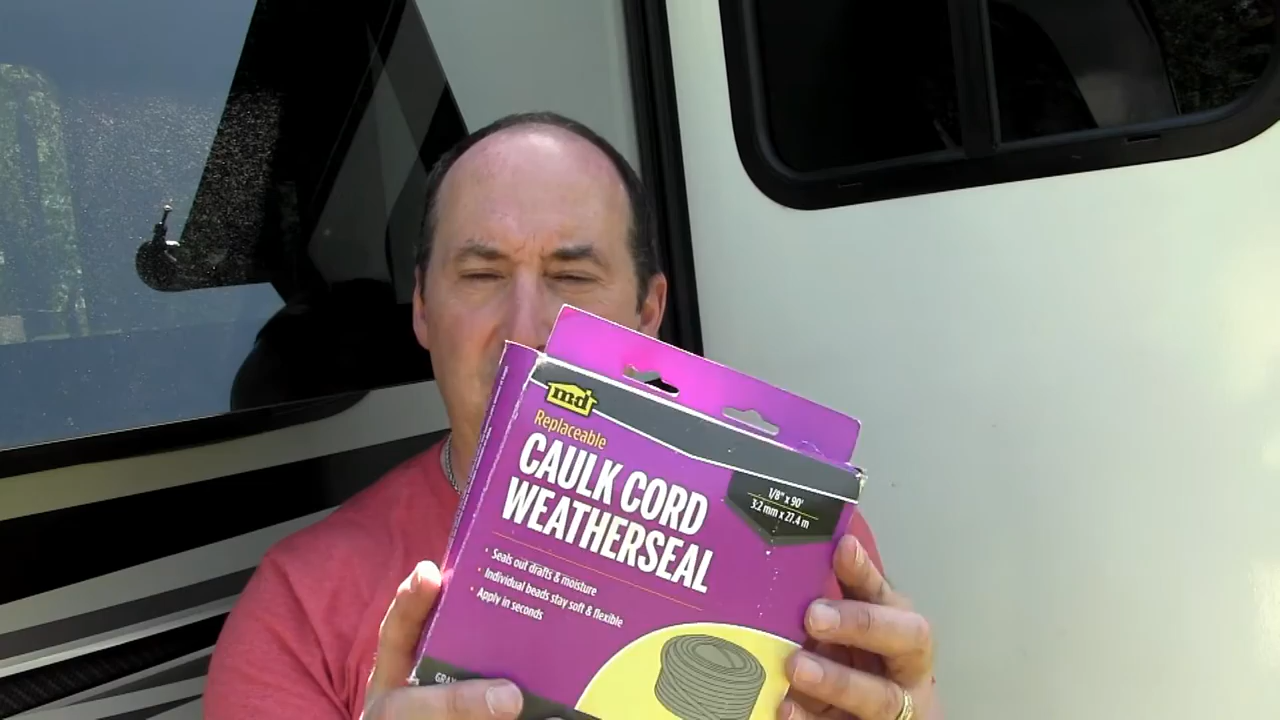 md
Replaceable
CAULK CORD
WEATHERSEAL
1/8" x 90'
3.2 mm x 27.4 m
• Seals out drafts & moisture
• Individual beads stay soft & flexible
• Apply in seconds